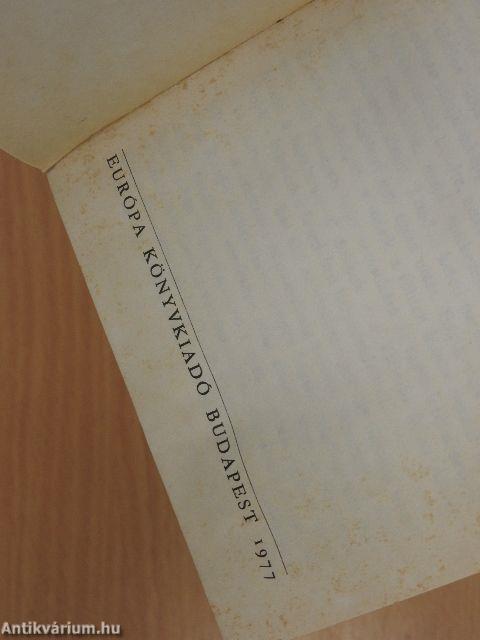 EURÓPA KÖNYVKIADÓ BUDAPEST 1977
Antikvárium.hu